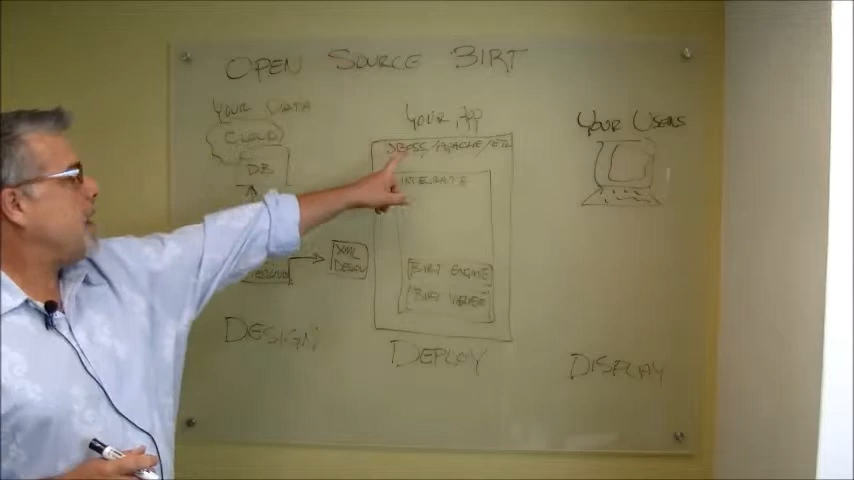 OPEN SOURCE BIRT
YOUR DATA
CLOUD
DB
YOUR APP
JBOSS/APACHE/ETC
INTEGRATE
YOUR USERS
XML
DESIGN
BIRT ENGINE
BIRT VIEWER
DESIGN
DEPLOY
DISPLAY